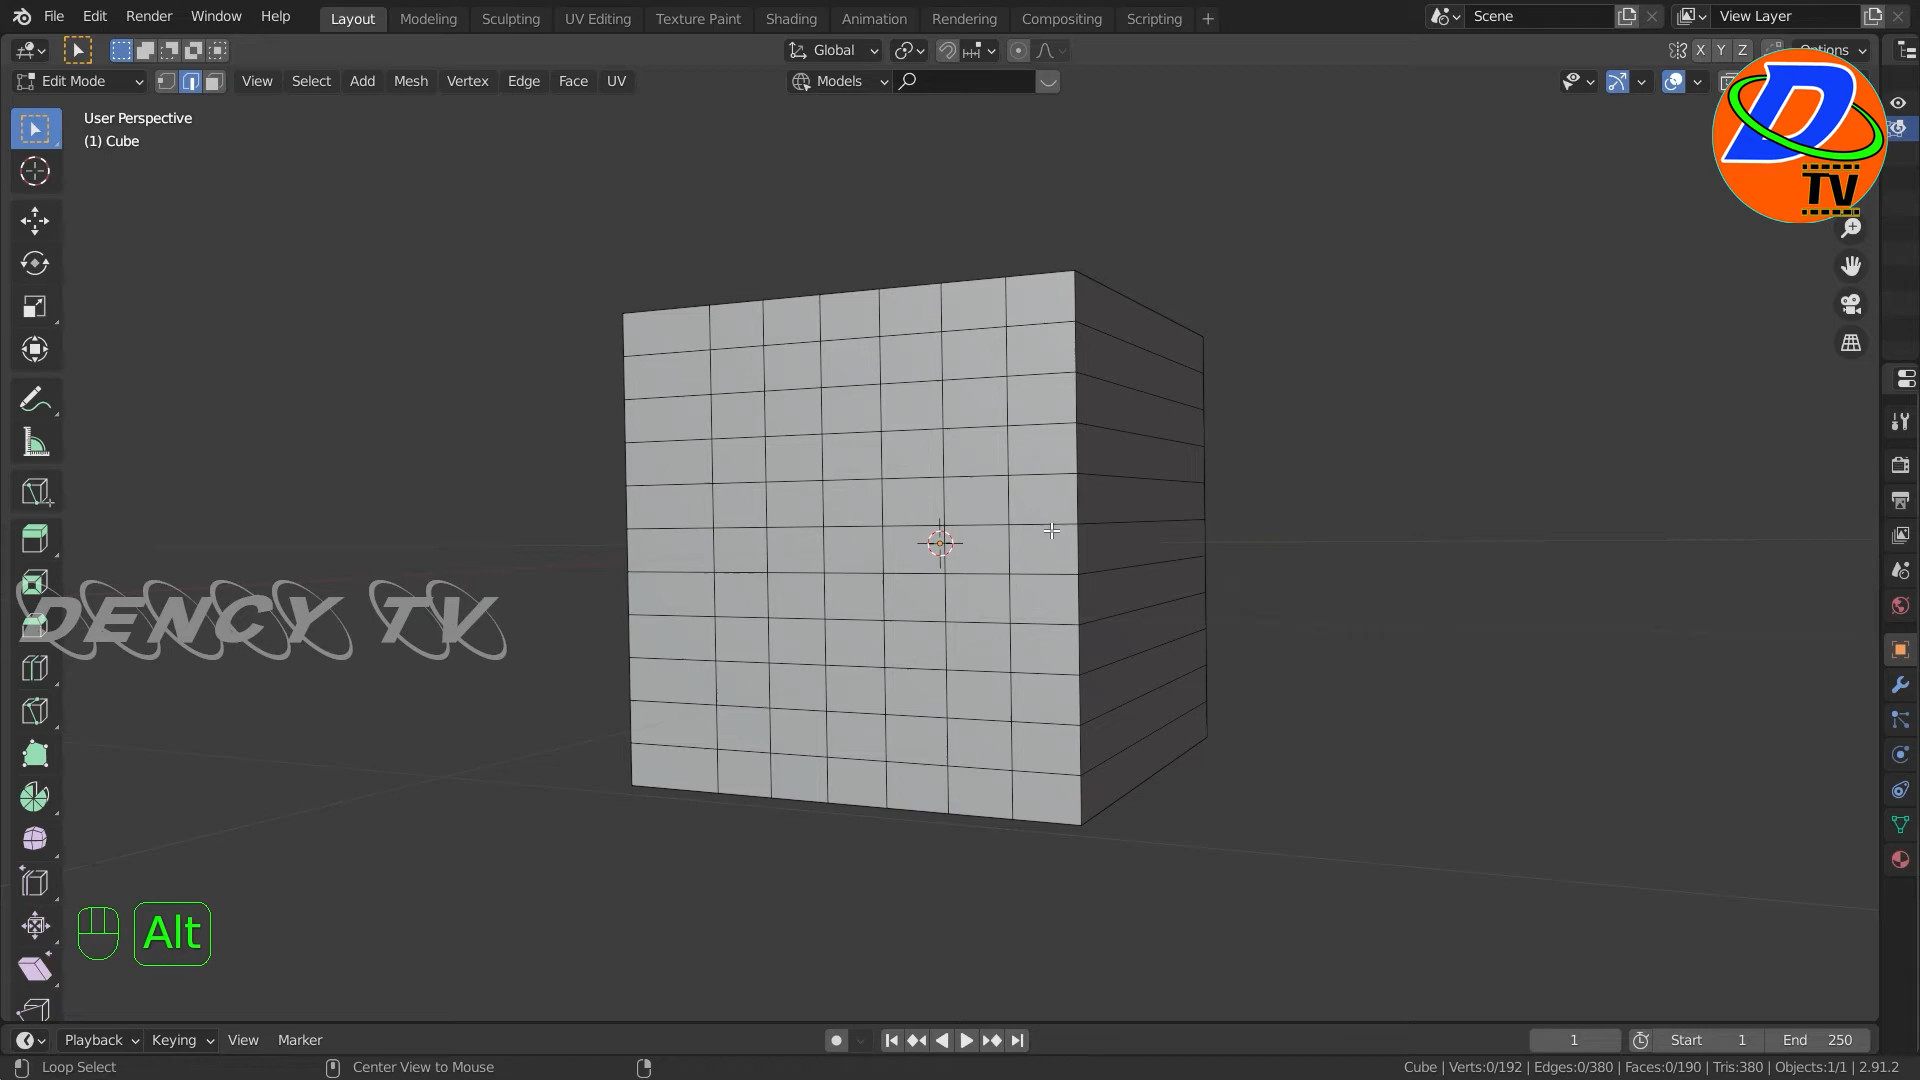 File Edit Render Window Help Layout Modeling Sculpting UV Editing Texture Paint Shading Animation Rendering Compositing Scripting + Scene View Layer
Global X Y Z Options
Edit Mode View Select Add Mesh Vertex Edge Face UV Models
D
TV
User Perspective
(1) Cube
DENCY TV
Alt
Playback Keying View Marker 1 Start 1 End 250
Loop Select Center View to Mouse Cube | Verts:0/192 | Edges:0/380 | Faces:0/190 | Tris:380 | Objects:1/1 | 2.91.2